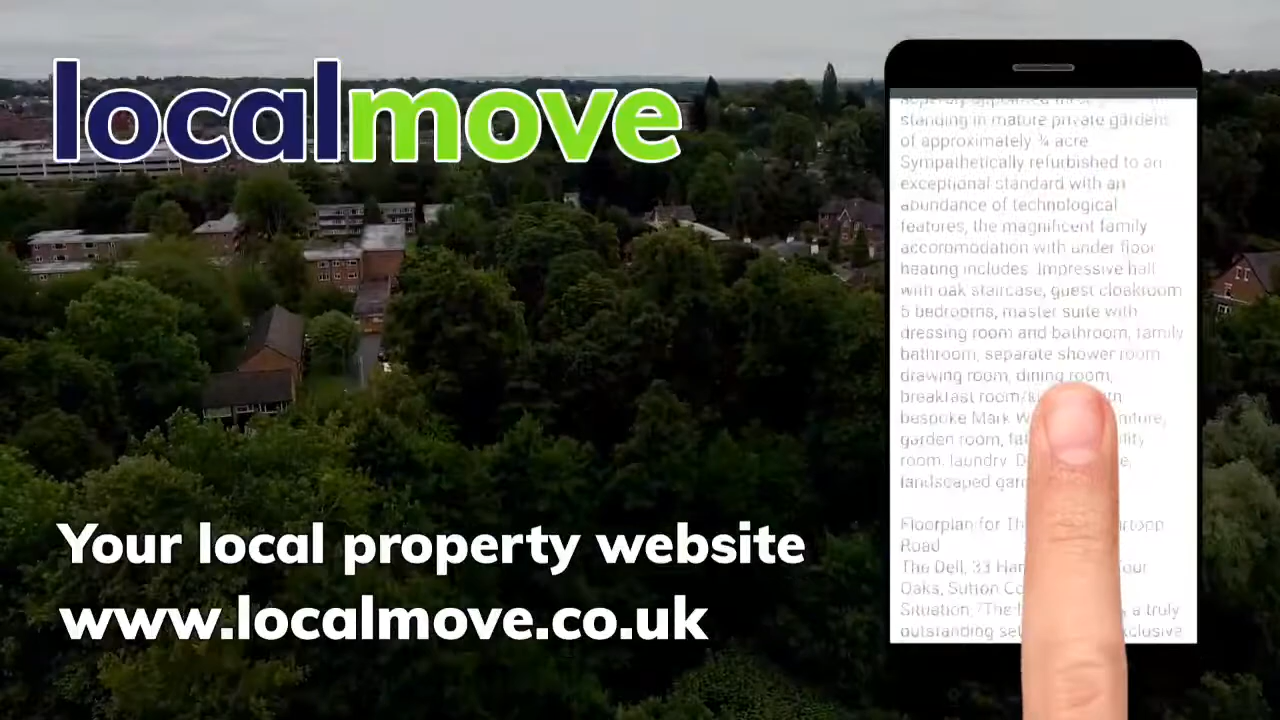 localmove
standing in mature private gardens
of approximately ¾ acre
Sympathetically refurbished to an
exceptional standard with an
abundance of technological
features, the magnificent family
accommodation with under floor
heating includes: Impressive hall
with oak staircase, guest cloakroom
5 bedrooms, master suite with
dressing room and bathroom, family
bathroom, separate shower room
drawing room, dining room,
breakfast room/
bespoke Mark
garden room,
room, laundry
landscaped
Floorplan for
Road
The Dell, 33
Oaks, Sutton
Situation, a truly
outstanding
Your local property website
www.localmove.co.uk